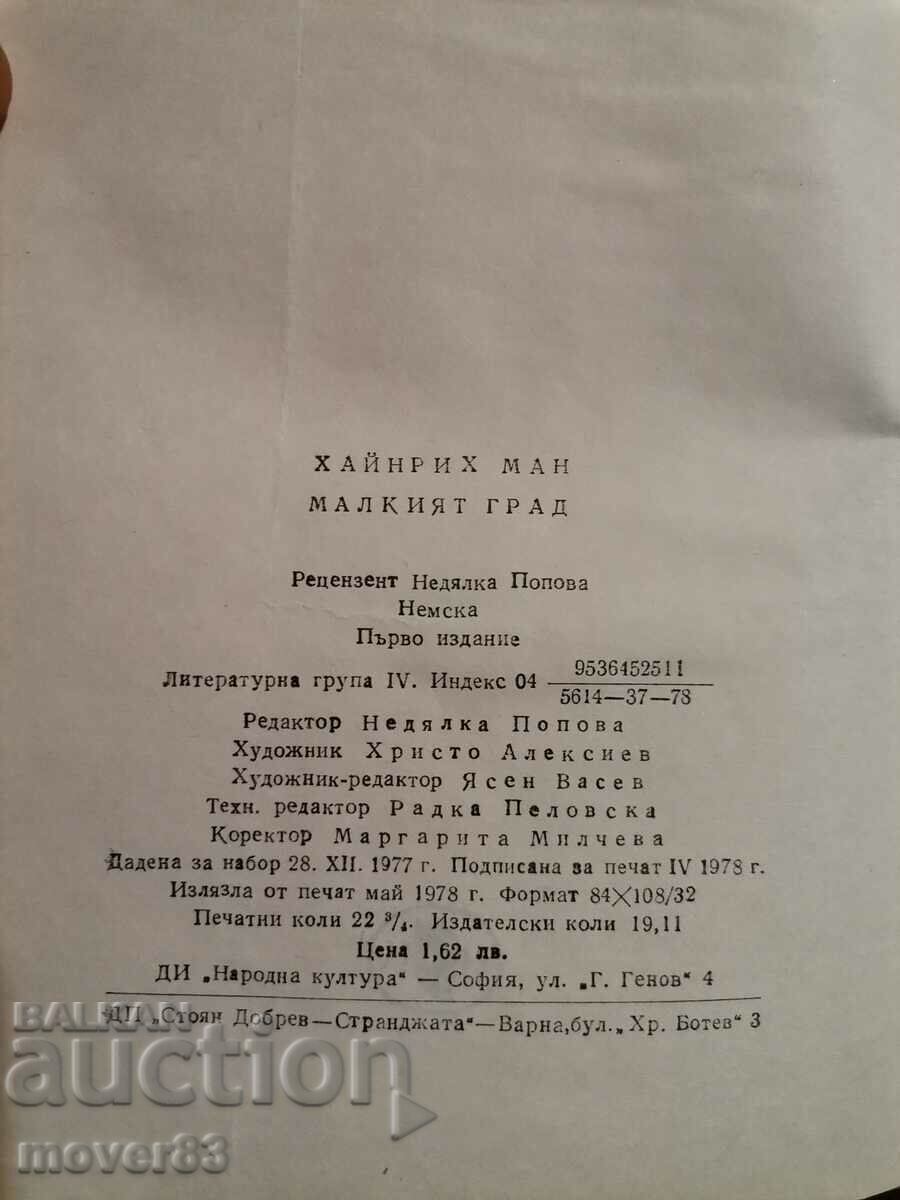 ХАЙНРИХ МАН
МАЛКИЯТ ГРАД
Рецензент Недялка Попова
Немска
Първо издание
Литературна група IV. Индекс 04 9536452511
5614—37—78
Редактор Недялка Попова
Художник Христо Алексиев
Художник-редактор Ясен Васев
Техн. редактор Радка Пеловска
Коректор Маргарита Милчева
Дадена за набор 28. XII. 1977 г. Подписана за печат IV 1978 г.
Излязла от печат май 1978 г. Формат 84×108/32
Печатни коли 22 3/4. Издателски коли 19,11
Цена 1,62 лв.
ДИ „Народна култура“ — София, ул. „Г. Генов“ 4
ДП „Стоян Добрев—Странджата“—Варна,бул.„Хр. Ботев“ 3
BALKAN
auction
mover83